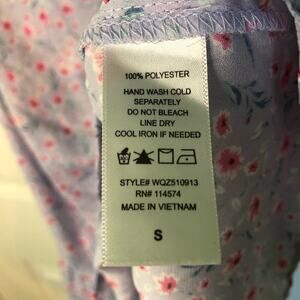 100% POLYESTER
HAND WASH COLD
SEPARATELY
DO NOT BLEACH
LINE DRY
COOL IRON IF NEEDED
STYLE# WQZ510913
RN# 114574
MADE IN VIETNAM
S